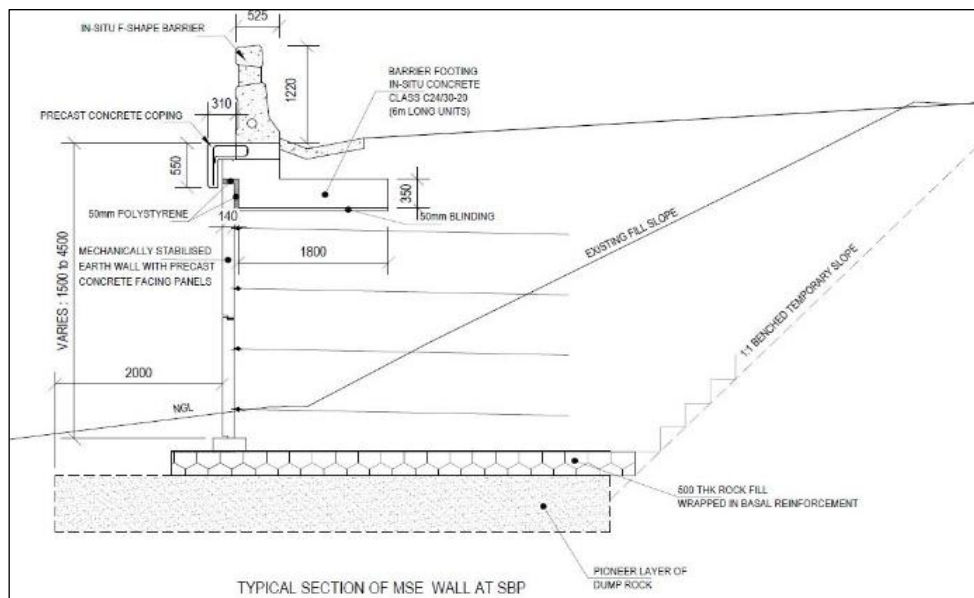 525
IN-SITU F-SHAPE BARRIER
BARRIER FOOTING
IN-SITU CONCRETE
CLASS C24/30-20
(6m LONG UNITS)
1220
310
PRECAST CONCRETE COPING
550
350
50mm POLYSTYRENE
140
50mm BLINDING
1800
MECHANICALLY STABILISED
EARTH WALL WITH PRECAST
CONCRETE FACING PANELS
VARIES : 1500 to 4500
EXISTING FILL SLOPE
1:1 BENCHED TEMPORARY SLOPE
2000
NGL
500 THK ROCK FILL
WRAPPED IN BASAL REINFORCEMENT
PIONEER LAYER OF
DUMP ROCK
TYPICAL SECTION OF MSE WALL AT SBP